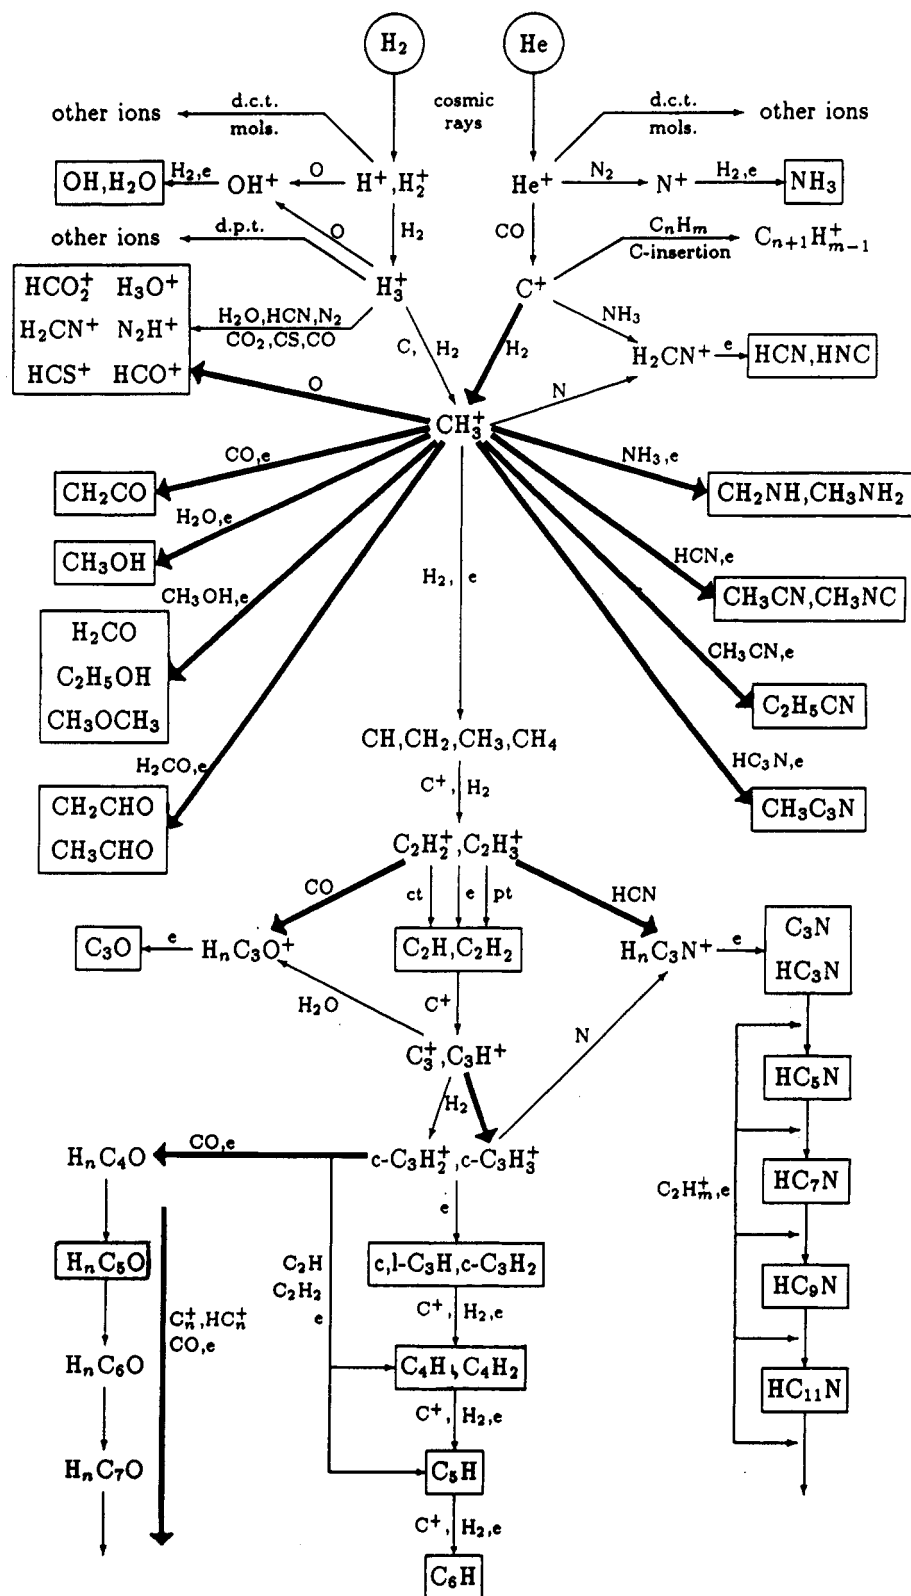 H₂ He
cosmic
rays
other ions d.c.t. mols. d.c.t. mols. other ions
OH,H₂O H₂,e OH⁺ O H⁺,H₂⁺ He⁺ N₂ N⁺ H₂,e NH₃
other ions d.p.t. O H₂ CO CₙHₘ C-insertion Cₙ₊₁H⁺ₘ₋₁
H₃⁺ C⁺
HCO₂⁺ H₃O⁺
H₂CN⁺ N₂H⁺
HCS⁺ HCO⁺
H₂O,HCN,N₂
CO₂,CS,CO
C, H₂ H₂ NH₃
H₂CN⁺ e HCN,HNC
O CH₃⁺ N
CO,e NH₃,e
CH₂CO CH₂NH,CH₃NH₂
H₂O,e
CH₃OH HCN,e
CH₃CN,CH₃NC
CH₃OH,e H₂, e
H₂CO
C₂H₅OH
CH₃OCH₃
CH₃CN,e
C₂H₅CN
CH,CH₂,CH₃,CH₄
H₂CO,e HC₃N,e
CH₂CHO
CH₃CHO
C⁺, H₂ CH₃C₃N
C₂H₂⁺,C₂H₃⁺
CO ct e pt HCN
C₃O e HₙC₃O⁺ C₂H,C₂H₂ HₙC₃N⁺ e
C₃N
HC₃N
H₂O C⁺ N
C₃⁺,C₃H⁺
HC₅N
H₂
HₙC₄O CO,e c-C₃H₂⁺,c-C₃H₃⁺
C₂Hₘ⁺,e HC₇N
e
HₙC₅O
C₂H
C₂H₂
e
c,l-C₃H,c-C₃H₂ HC₉N
Cₙ⁺,HCₙ⁺
CO,e
C⁺, H₂,e
HₙC₆O C₄H,C₄H₂ HC₁₁N
C⁺, H₂,e
HₙC₇O C₅H
C⁺, H₂,e
C₆H